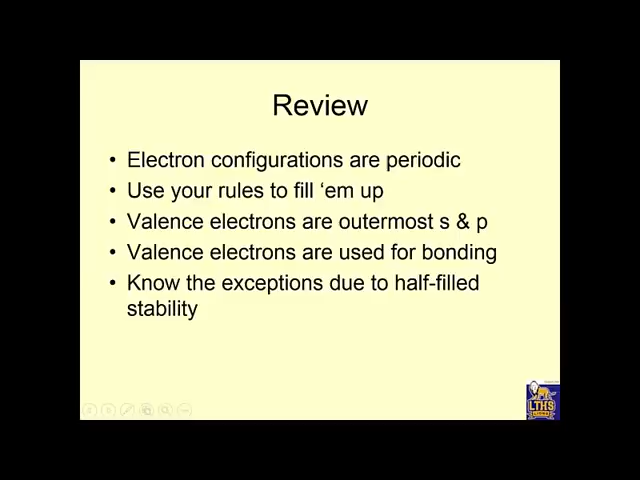 Review
• Electron configurations are periodic
• Use your rules to fill ‘em up
• Valence electrons are outermost s & p
• Valence electrons are used for bonding
• Know the exceptions due to half-filled
stability
LTHS